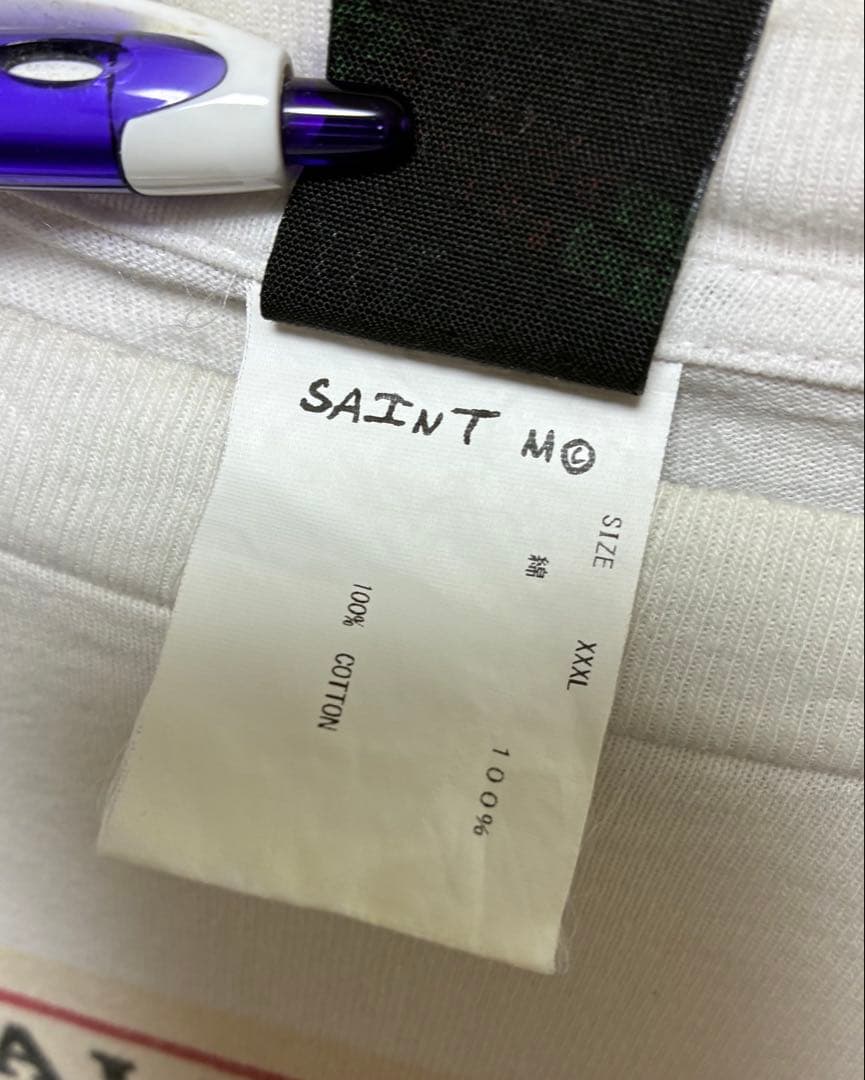 SAINT M©
SIZE XXXL
綿 100%
100% COTTON